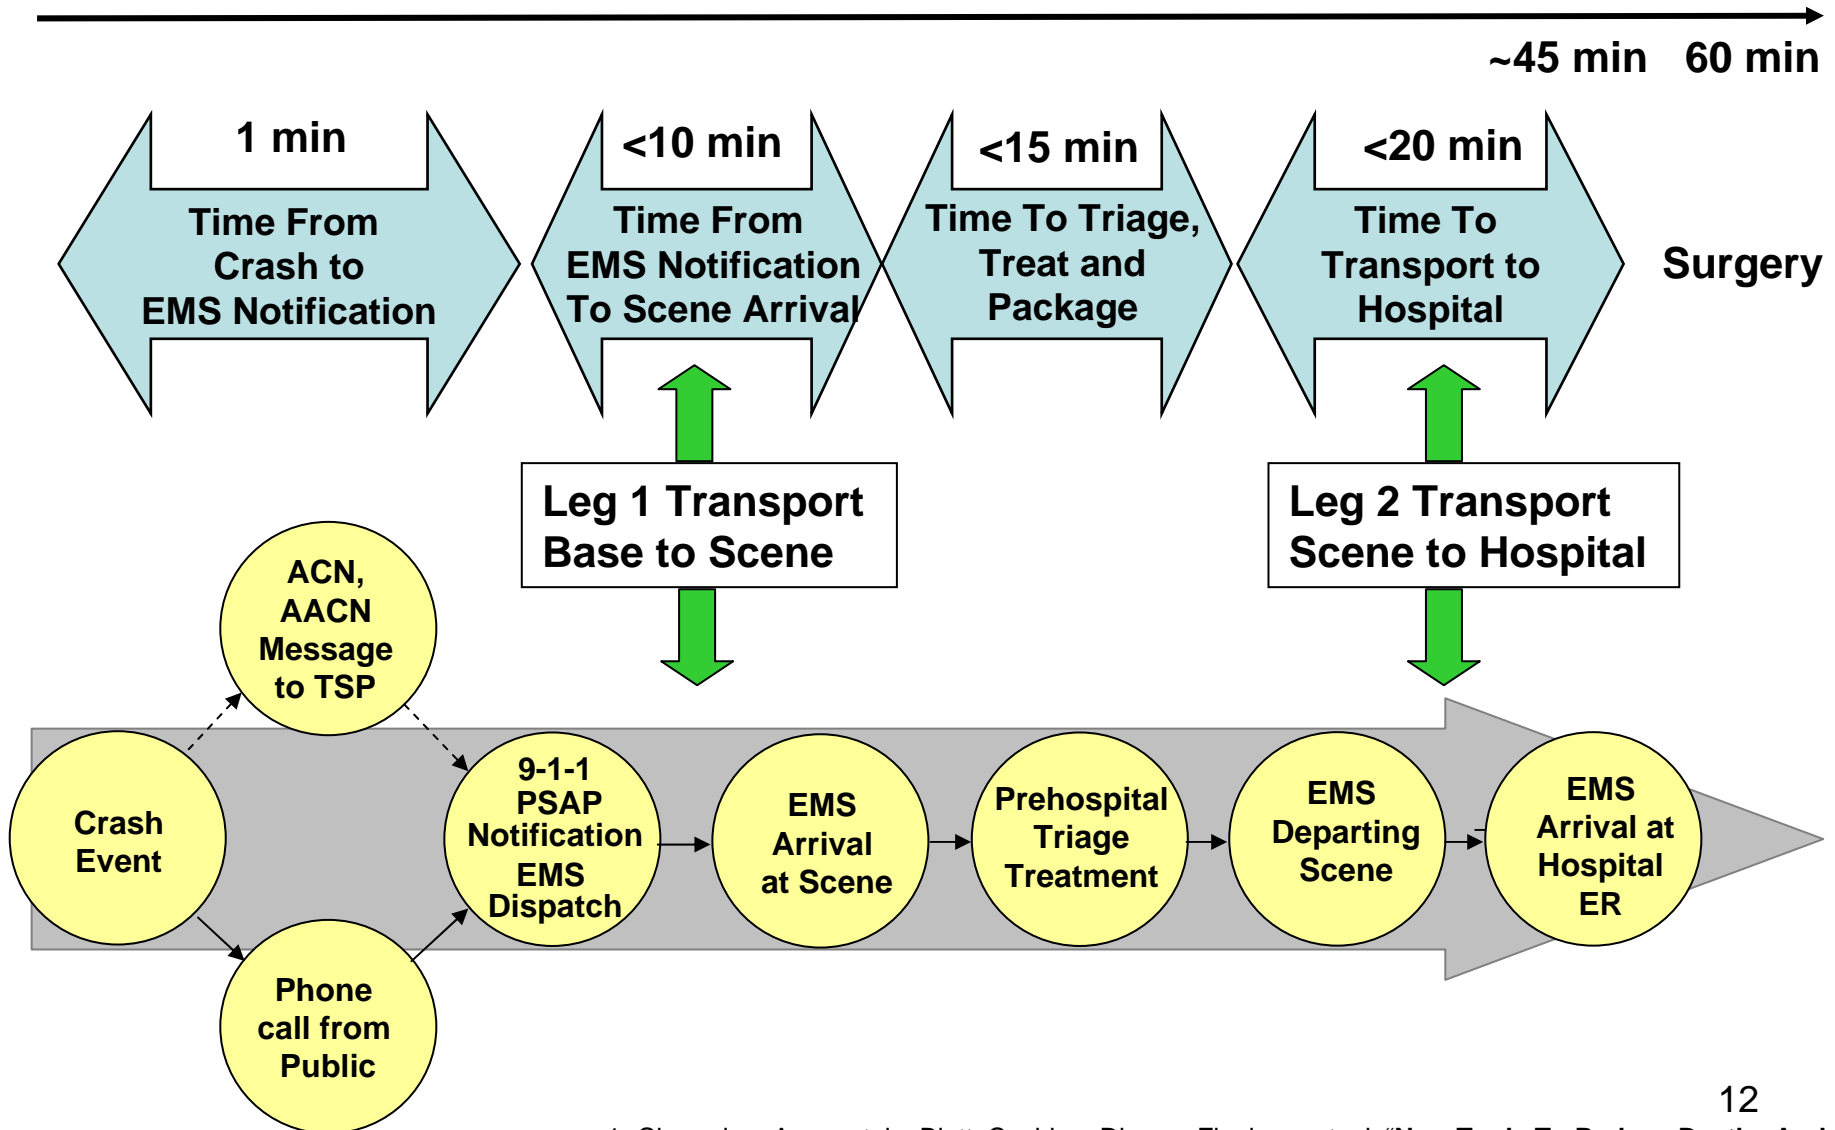 ~45 min 60 min
1 min
<10 min
<15 min
<20 min
Time From
Crash to
EMS Notification
Time From
EMS Notification
To Scene Arrival
Time To Triage,
Treat and
Package
Time To
Transport to
Hospital
Surgery
Leg 1 Transport
Base to Scene
Leg 2 Transport
Scene to Hospital
ACN,
AACN
Message
to TSP
Crash
Event
9-1-1
PSAP
Notification
EMS
Dispatch
EMS
Arrival
at Scene
Prehospital
Triage
Treatment
EMS
Departing
Scene
EMS
Arrival at
Hospital
ER
Phone
call from
Public
12